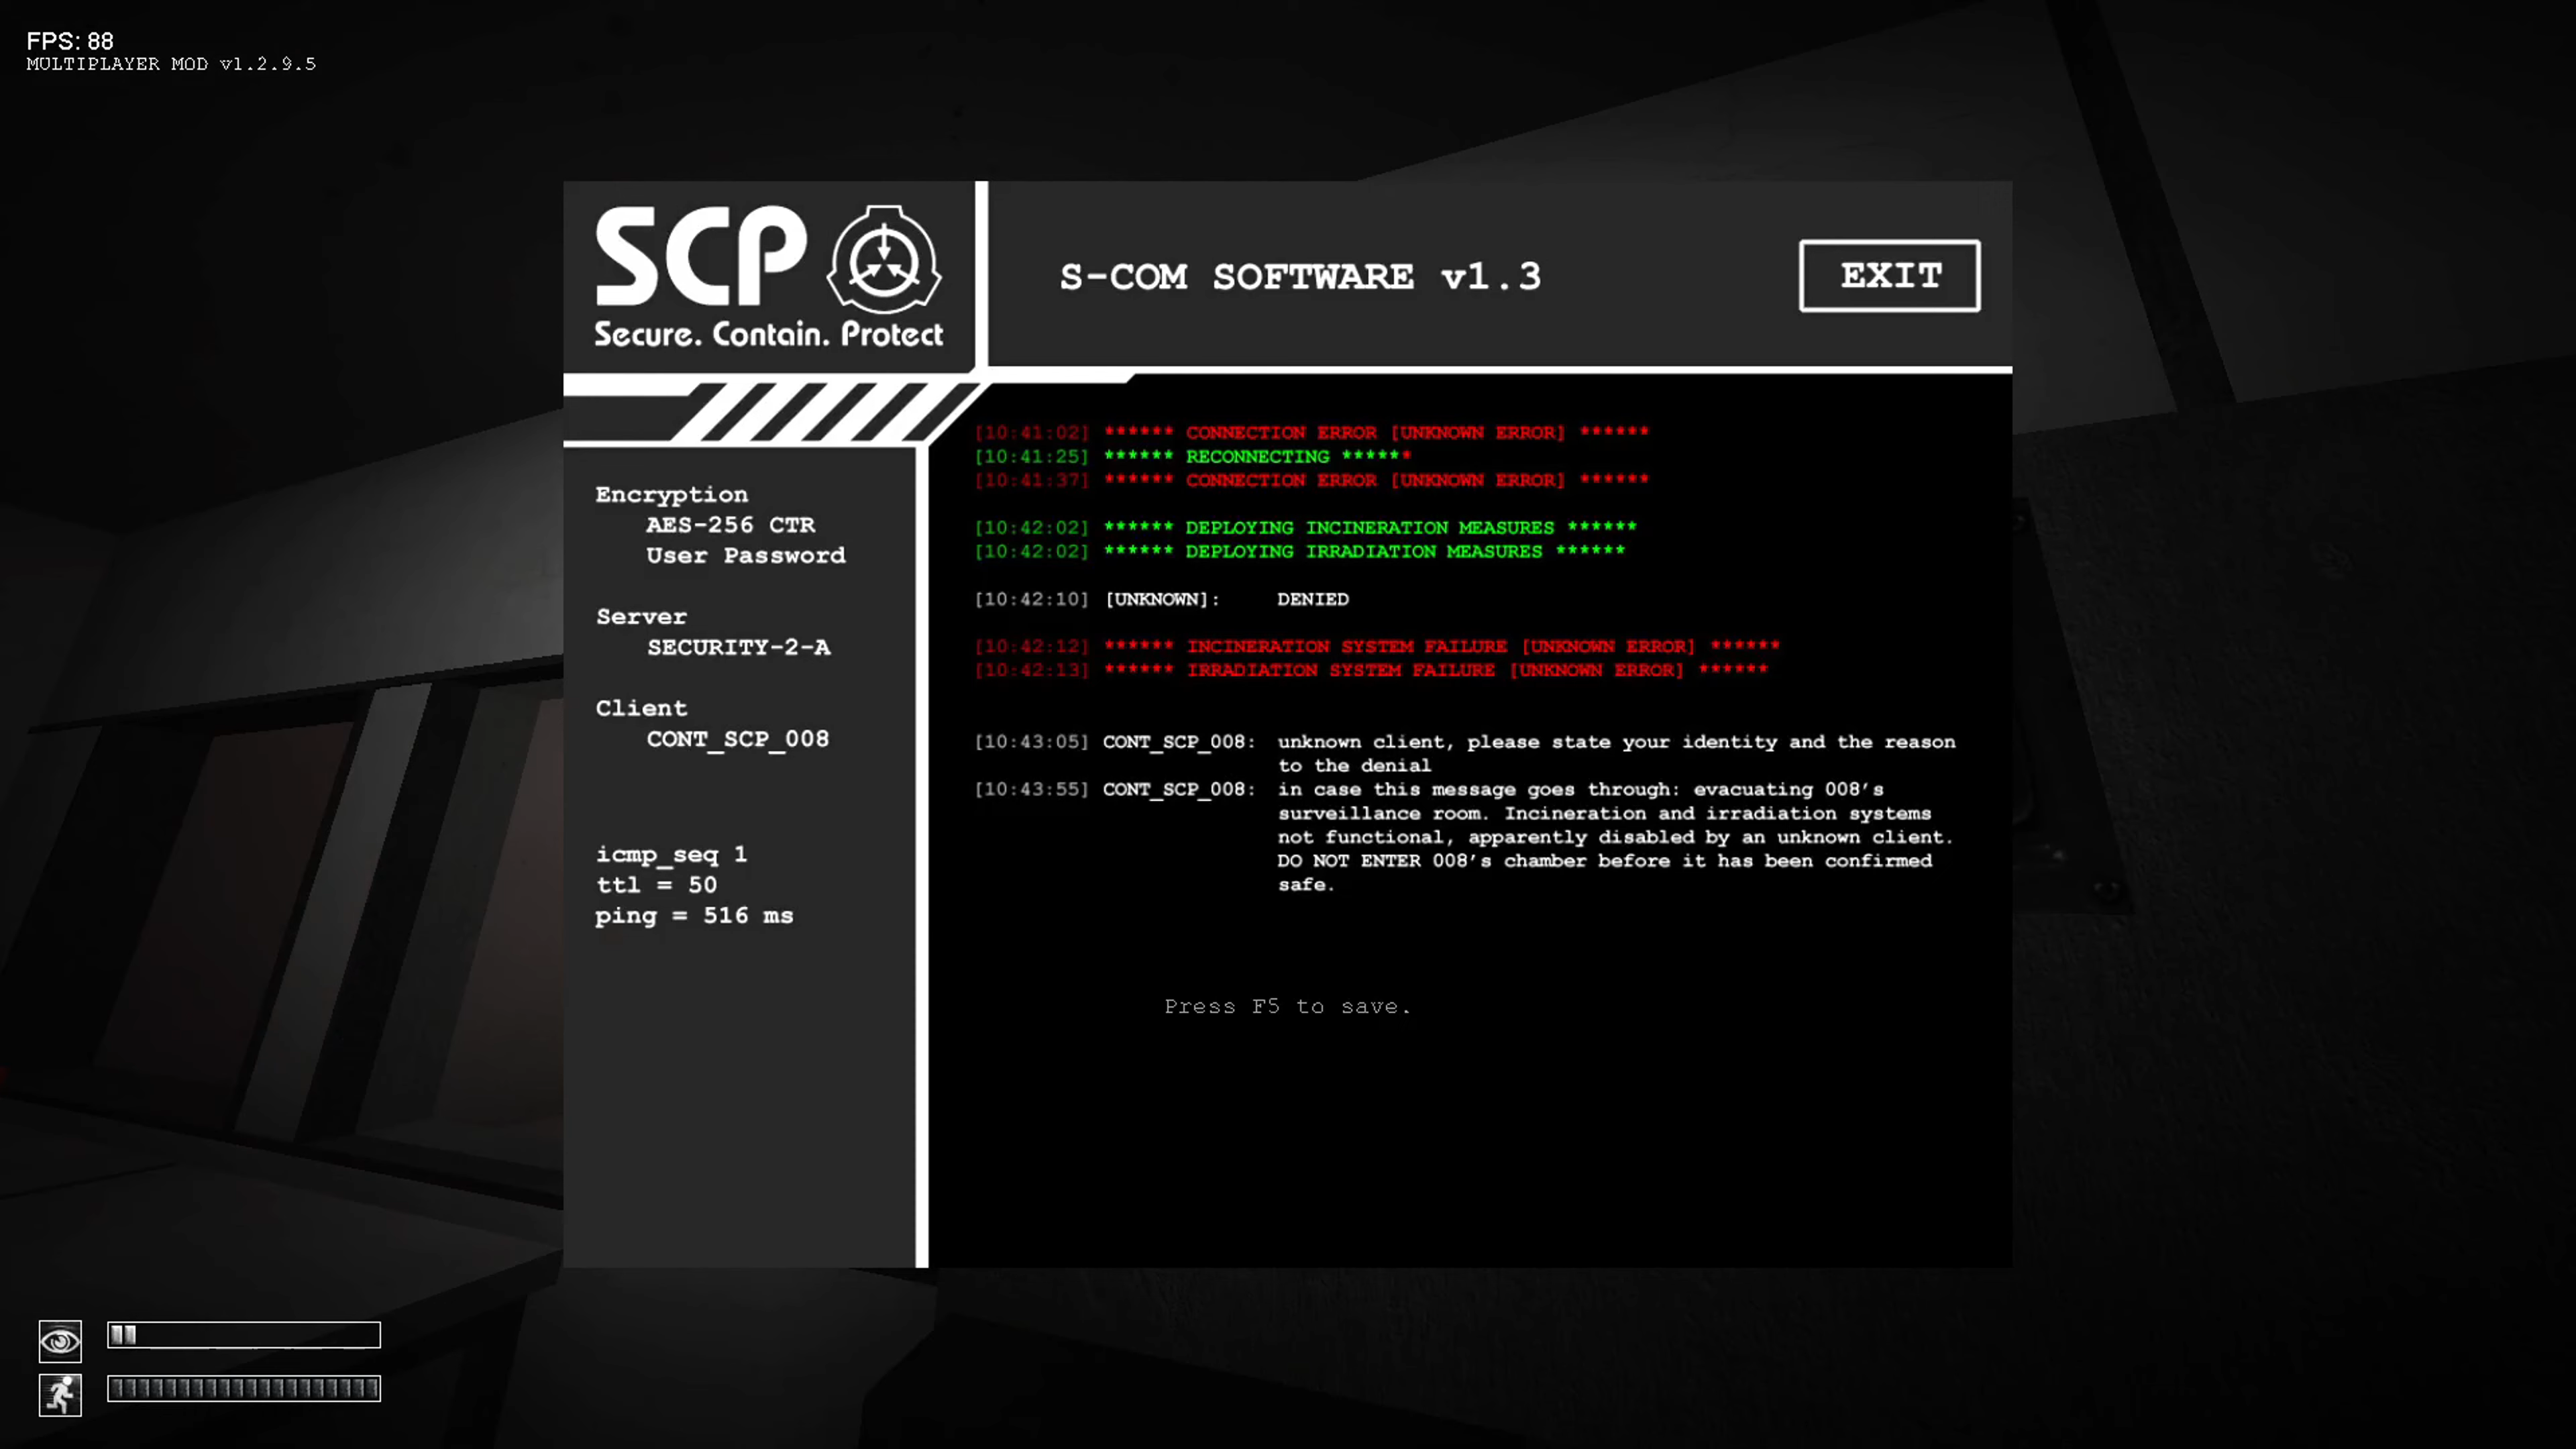 FPS: 88
MULTIPLAYER MOD v1.2.9.5
SCP
Secure. Contain. Protect
S-COM SOFTWARE v1.3
EXIT
Encryption
AES-256 CTR
User Password
Server
SECURITY-2-A
Client
CONT_SCP_008
icmp_seq 1
ttl = 50
ping = 516 ms
[10:41:02] ****** CONNECTION ERROR [UNKNOWN ERROR] ******
[10:41:25] ****** RECONNECTING ******
[10:41:37] ****** CONNECTION ERROR [UNKNOWN ERROR] ******
[10:42:02] ****** DEPLOYING INCINERATION MEASURES ******
[10:42:02] ****** DEPLOYING IRRADIATION MEASURES ******
[10:42:10] [UNKNOWN]: DENIED
[10:42:12] ****** INCINERATION SYSTEM FAILURE [UNKNOWN ERROR] ******
[10:42:13] ****** IRRADIATION SYSTEM FAILURE [UNKNOWN ERROR] ******
[10:43:05] CONT_SCP_008: unknown client, please state your identity and the reason
to the denial
[10:43:55] CONT_SCP_008: in case this message goes through: evacuating 008's
surveillance room. Incineration and irradiation systems
not functional, apparently disabled by an unknown client.
DO NOT ENTER 008's chamber before it has been confirmed
safe.
Press F5 to save.